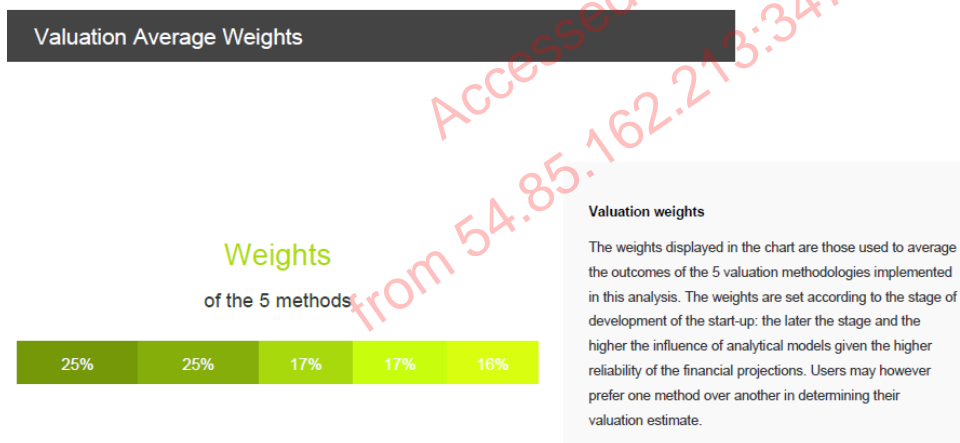 Valuation Average Weights
Accessed
from 54.85.162.213:34
Weights
of the 5 methods
25% 25% 17% 17% 16%
Valuation weights
The weights displayed in the chart are those used to average
the outcomes of the 5 valuation methodologies implemented
in this analysis. The weights are set according to the stage of
development of the start-up: the later the stage and the
higher the influence of analytical models given the higher
reliability of the financial projections. Users may however
prefer one method over another in determining their
valuation estimate.